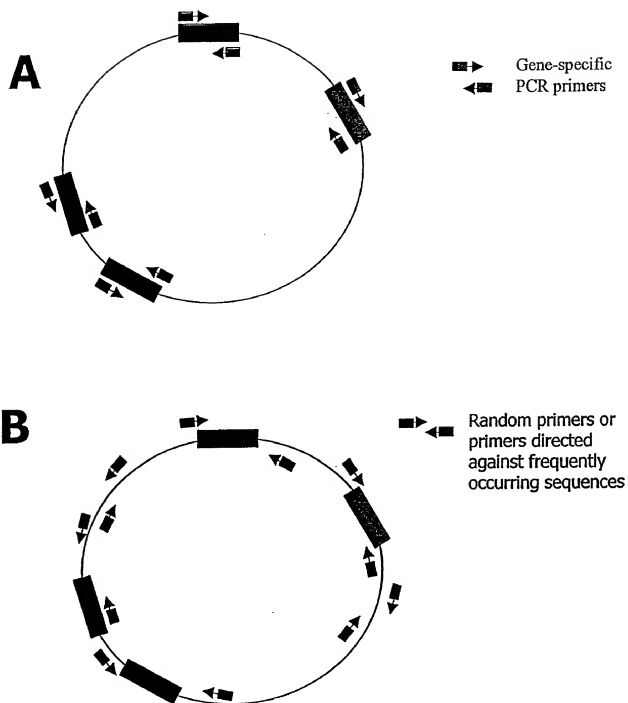 A
Gene-specific
PCR primers
B
Random primers or
primers directed
against frequently
occurring sequences